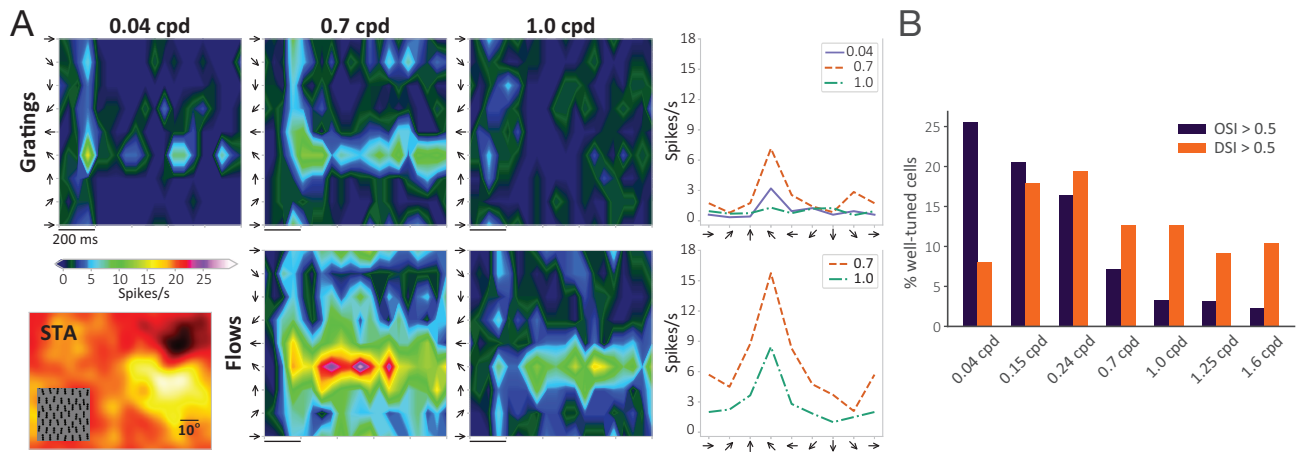 A
0.04 cpd
0.7 cpd
1.0 cpd
Gratings
200 ms
0 5 10 15 20 25
Spikes/s
STA
10°
Flows
Spikes/s
18
15
12
9
6
3
0
0.04
0.7
1.0
Spikes/s
18
15
12
9
6
3
0
0.7
1.0
B
% well-tuned cells
25
20
15
10
5
0
OSI > 0.5
DSI > 0.5
0.04 cpd
0.15 cpd
0.24 cpd
0.7 cpd
1.0 cpd
1.25 cpd
1.6 cpd